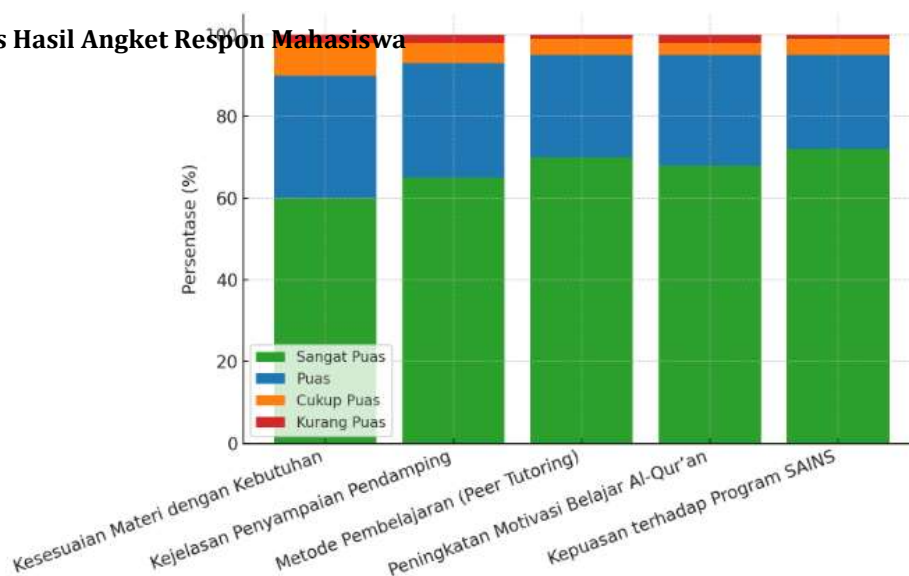 s Hasil Angket Respon Mahasiswa
100
80
60
40
20
0
Persentase (%)
Sangat Puas
Puas
Cukup Puas
Kurang Puas
Kesesuaian Materi dengan Kebutuhan
Kejelasan Penyampaian Pendamping
Metode Pembelajaran (Peer Tutoring)
Peningkatan Motivasi Belajar Al-Qur’an
Kepuasan terhadap Program SAINS